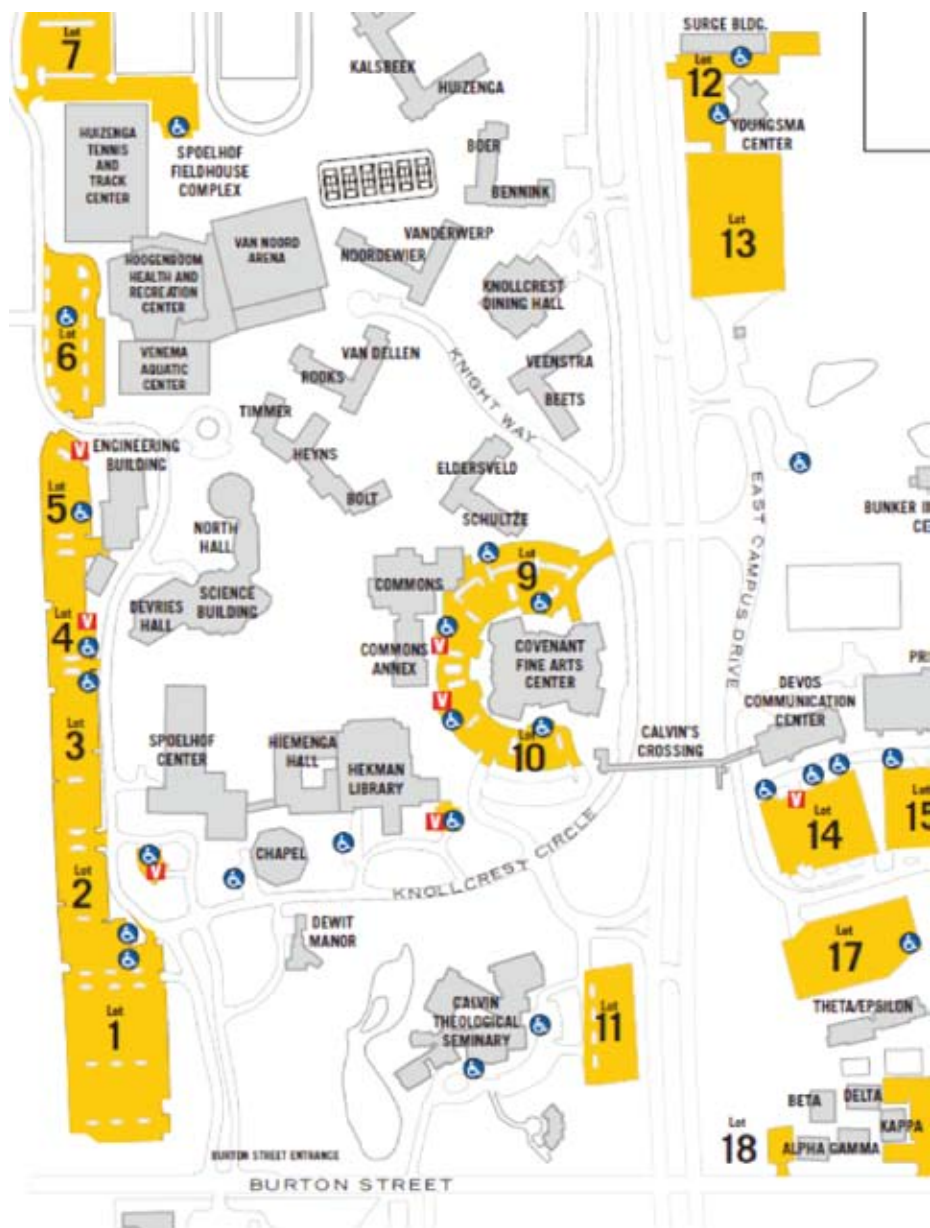 SURGE BLDG.
Lot
7
KALSBEEK
HUIZENGA
Lot
12
YOUNGSMA
CENTER
HUIZENGA
TENNIS
AND
TRACK
CENTER
SPOELHOF
FIELDHOUSE
COMPLEX
BOER
BENNINK
Lot
13
VAN NOORD
ARENA
VANDERWERP
NOORDEWIER
HOOGENBOOM
HEALTH AND
RECREATION
CENTER
KNOLLCREST
DINING HALL
Lot
6
VENEMA
AQUATIC
CENTER
VAN DELLEN
ROOKS
KNIGHT WAY
VEENSTRA
BEETS
TIMMER
HEYNS
BOLT
V
ENGINEERING
BUILDING
Lot
5
ELDERSVELD
SCHULTZE
EAST CAMPUS DRIVE
BUNKER
NORTH
HALL
Lot
9
COMMONS
DEVRIES
HALL
SCIENCE
BUILDING
Lot
4
V
COMMONS
ANNEX
V
COVENANT
FINE ARTS
CENTER
DEVOS
COMMUNICATION
CENTER
Lot
3
SPOELHOF
CENTER
HIEMENGA
HALL
HEKMAN
LIBRARY
V
Lot
10
CALVIN'S
CROSSING
V
Lot
14
Lot
15
V
CHAPEL
V
KNOLLCREST CIRCLE
Lot
2
DEWIT
MANOR
Lot
17
Lot
1
CALVIN
THEOLOGICAL
SEMINARY
Lot
11
THETA/EPSILON
BETA
DELTA
KAPPA
Lot
18
ALPHA
GAMMA
BURTON STREET ENTRANCE
BURTON STREET